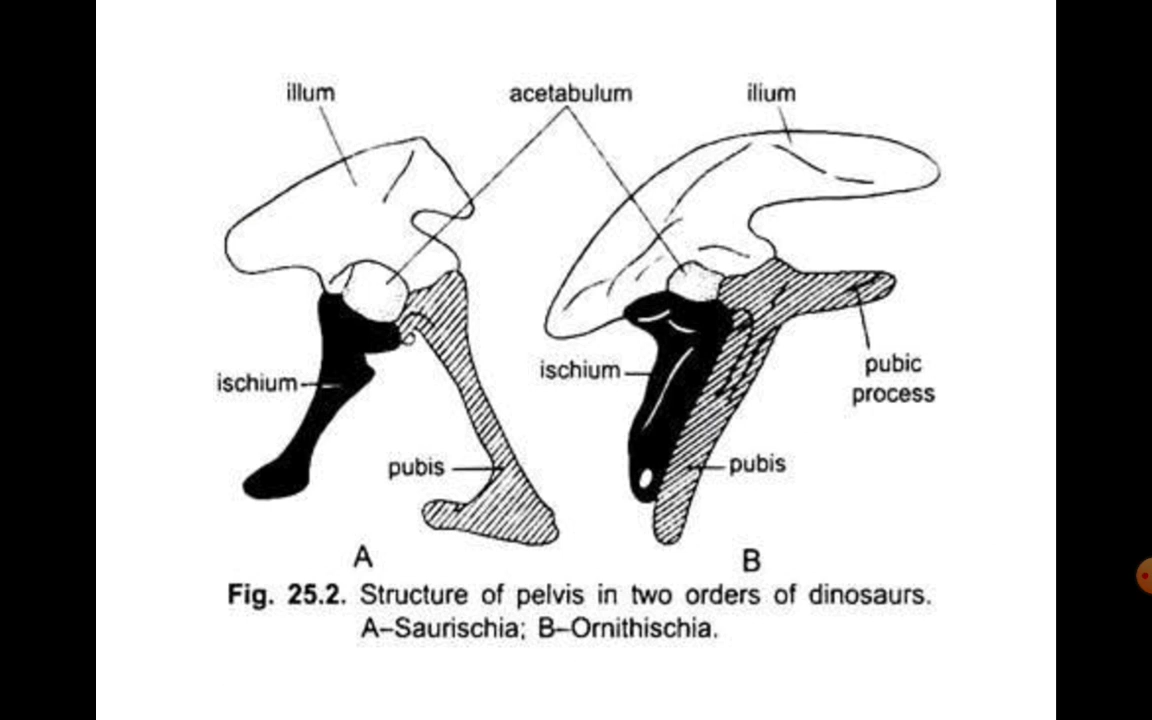 illum
acetabulum
ilium
ischium
ischium
pubic
process
pubis
pubis
A
B
Fig. 25.2. Structure of pelvis in two orders of dinosaurs.
A–Saurischia; B–Ornithischia.